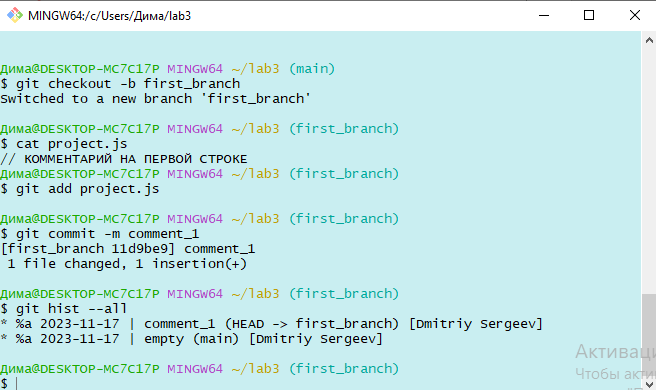 MINGW64:/c/Users/Дима/lab3
Дима@DESKTOP-MC7C17P MINGW64 ~/lab3 (main)
$ git checkout -b first_branch
Switched to a new branch 'first_branch'
Дима@DESKTOP-MC7C17P MINGW64 ~/lab3 (first_branch)
$ cat project.js
// КОММЕНТАРИЙ НА ПЕРВОЙ СТРОКЕ
Дима@DESKTOP-MC7C17P MINGW64 ~/lab3 (first_branch)
$ git add project.js
Дима@DESKTOP-MC7C17P MINGW64 ~/lab3 (first_branch)
$ git commit -m comment_1
[first_branch 11d9be9] comment_1
 1 file changed, 1 insertion(+)
Дима@DESKTOP-MC7C17P MINGW64 ~/lab3 (first_branch)
$ git hist --all
* %a 2023-11-17 | comment_1 (HEAD -> first_branch) [Dmitriy Sergeev]
* %a 2023-11-17 | empty (main) [Dmitriy Sergeev]
Активаци
Дима@DESKTOP-MC7C17P MINGW64 ~/lab3 (first_branch)
Чтобы акти
$